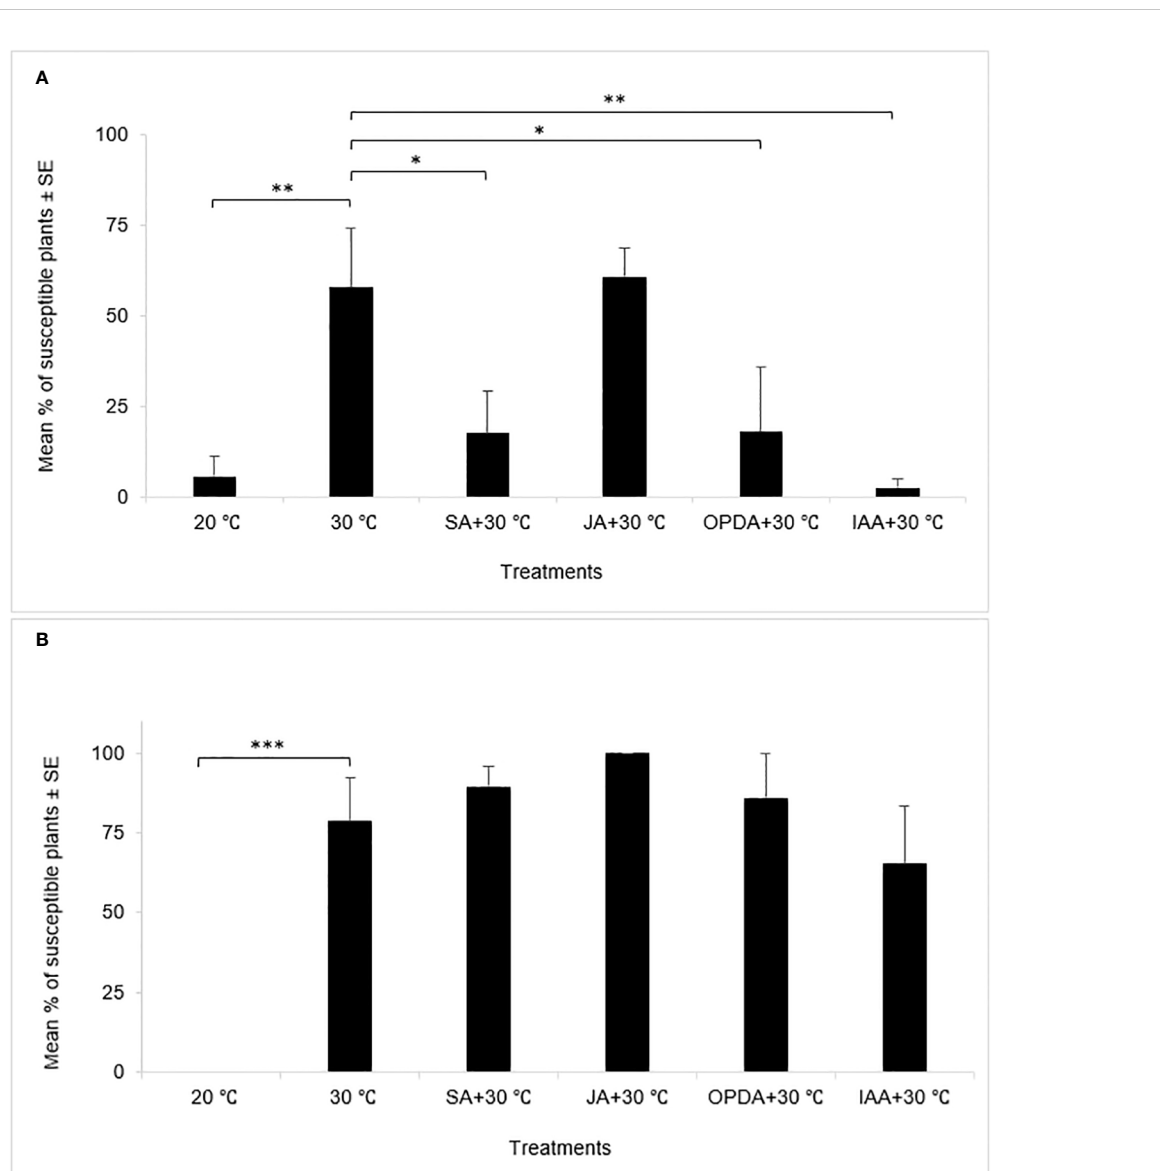 A
**
*
*
**
100
75
50
25
0
Mean % of susceptible plants ± SE
20 ℃ 30 ℃ SA+30 ℃ JA+30 ℃ OPDA+30 ℃ IAA+30 ℃
Treatments
B
***
100
75
50
25
0
Mean % of susceptible plants ± SE
20 ℃ 30 ℃ SA+30 ℃ JA+30 ℃ OPDA+30 ℃ IAA+30 ℃
Treatments